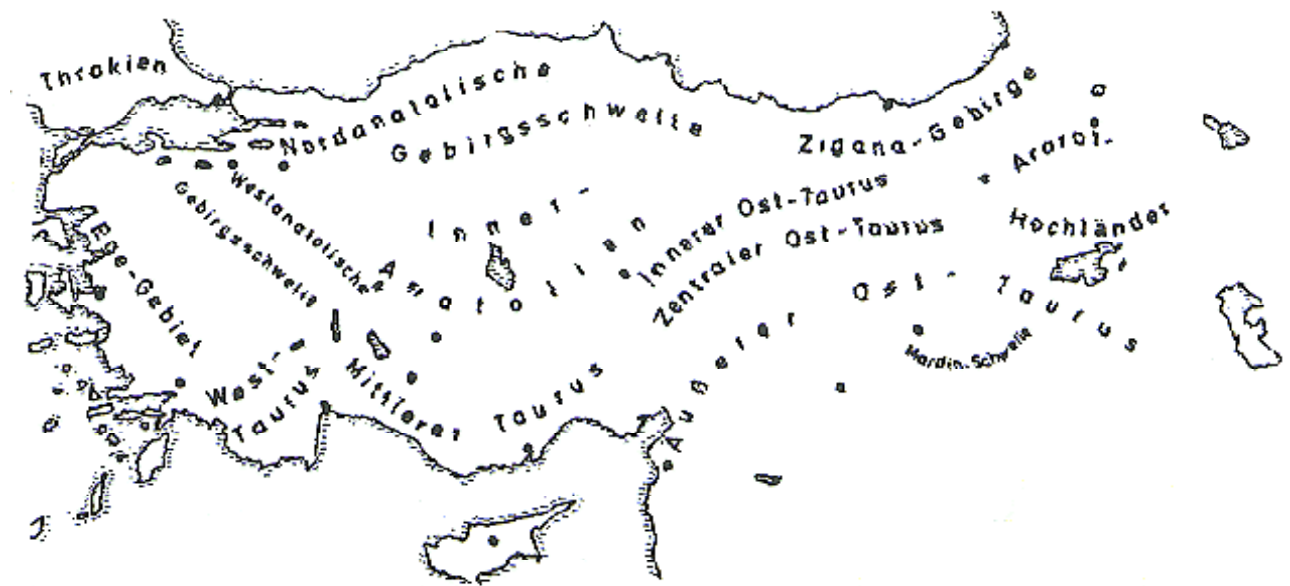 Thrakien
Nordanatolische
Gebirgsschwelle
Zigana-Gebirge
Ararat-
Hochländer
Westanatolische
Gebirgsschwelle
Ege-Gebiet
Inner-
Anatolien
Innerer Ost-Taurus
Zentraler Ost-Taurus
Äußerer Ost-Taurus
Mardin-Schwelle
West-
Taurus
Mittlerer Taurus